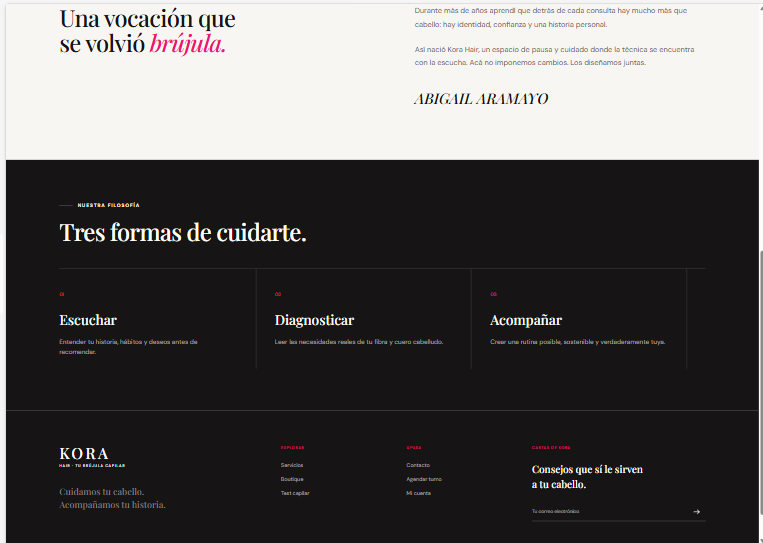 Una vocación que
se volvió brújula.
Durante más de años aprendí que detrás de cada consulta hay mucho más que
cabello: hay identidad, confianza y una historia personal.
Así nació Kora Hair, un espacio de pausa y cuidado donde la técnica se encuentra
con la escucha. Acá no imponemos cambios. Los diseñamos juntas.
ABIGAIL ARAMAYO
NUESTRA FILOSOFÍA
Tres formas de cuidarte.
01
Escuchar
Entender tu historia, hábitos y deseos antes de
recomendar.
02
Diagnosticar
Leer las necesidades reales de tu fibra y cuero cabelludo.
03
Acompañar
Crear una rutina posible, sostenible y verdaderamente tuya.
KORA
HAIR · TU BRÚJULA CAPILAR
Cuidamos tu cabello.
Acompañamos tu historia.
EXPLORAR
Servicios
Boutique
Test capilar
AYUDA
Contacto
Agendar turno
Mi cuenta
CARTAS DE KORA
Consejos que sí le sirven
a tu cabello.
Tu correo electrónico →